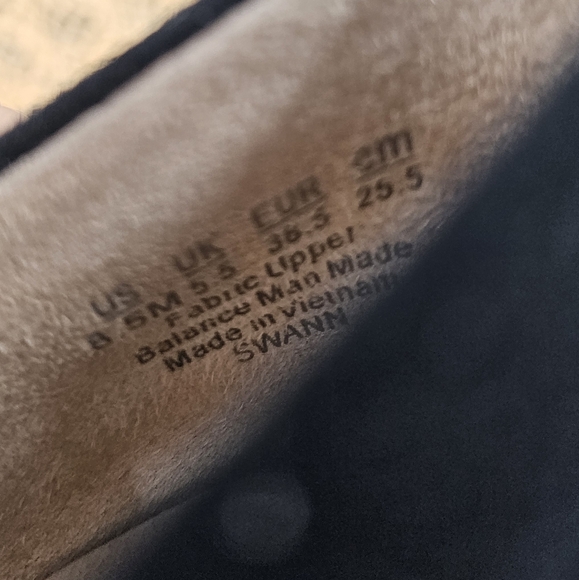 US UK EUR cm
8.5M 5.5 38.5 25.5
Fabric Upper
Balance Man Made
Made in Vietnam
SWANN